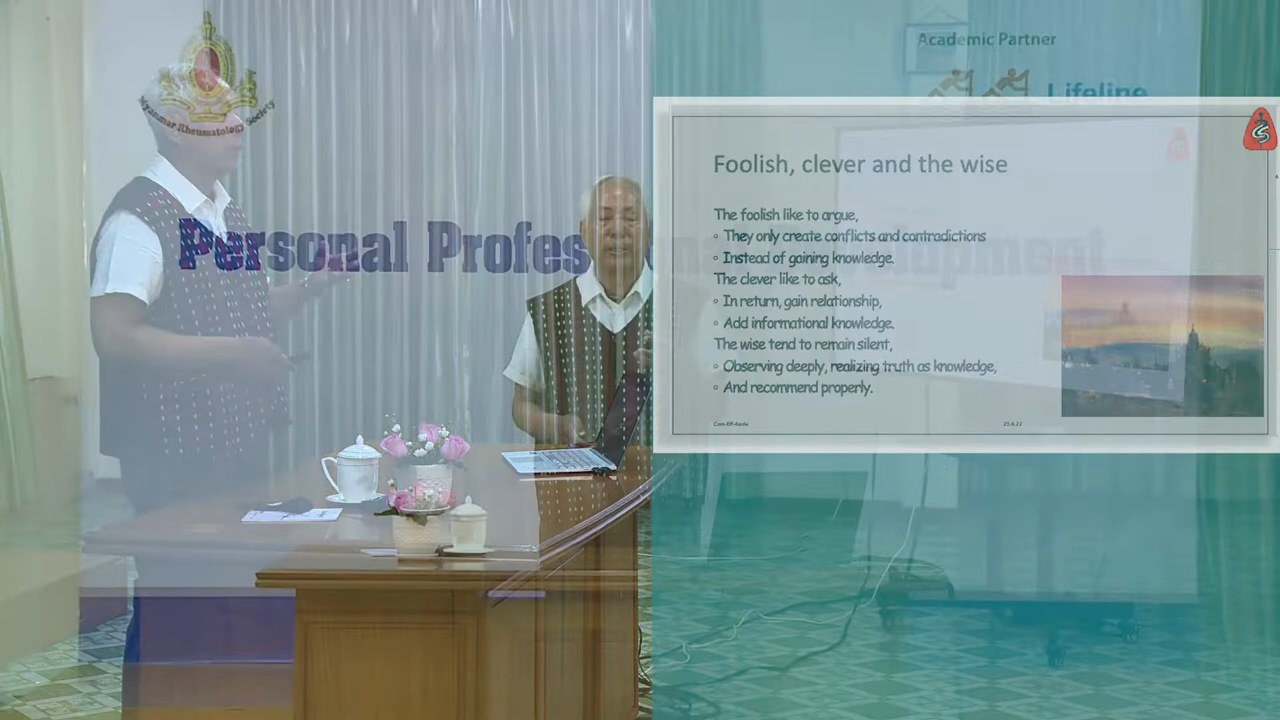 Myanmar Rheumatology Society
Personal Profes
Academic Partner
Lifeline
Foolish, clever and the wise
The foolish like to argue,
They only create conflicts and contradictions
Instead of gaining knowledge.
The clever like to ask,
In return, gain relationship,
Add informational knowledge.
The wise tend to remain silent,
Observing deeply, realizing truth as knowledge,
And recommend properly.